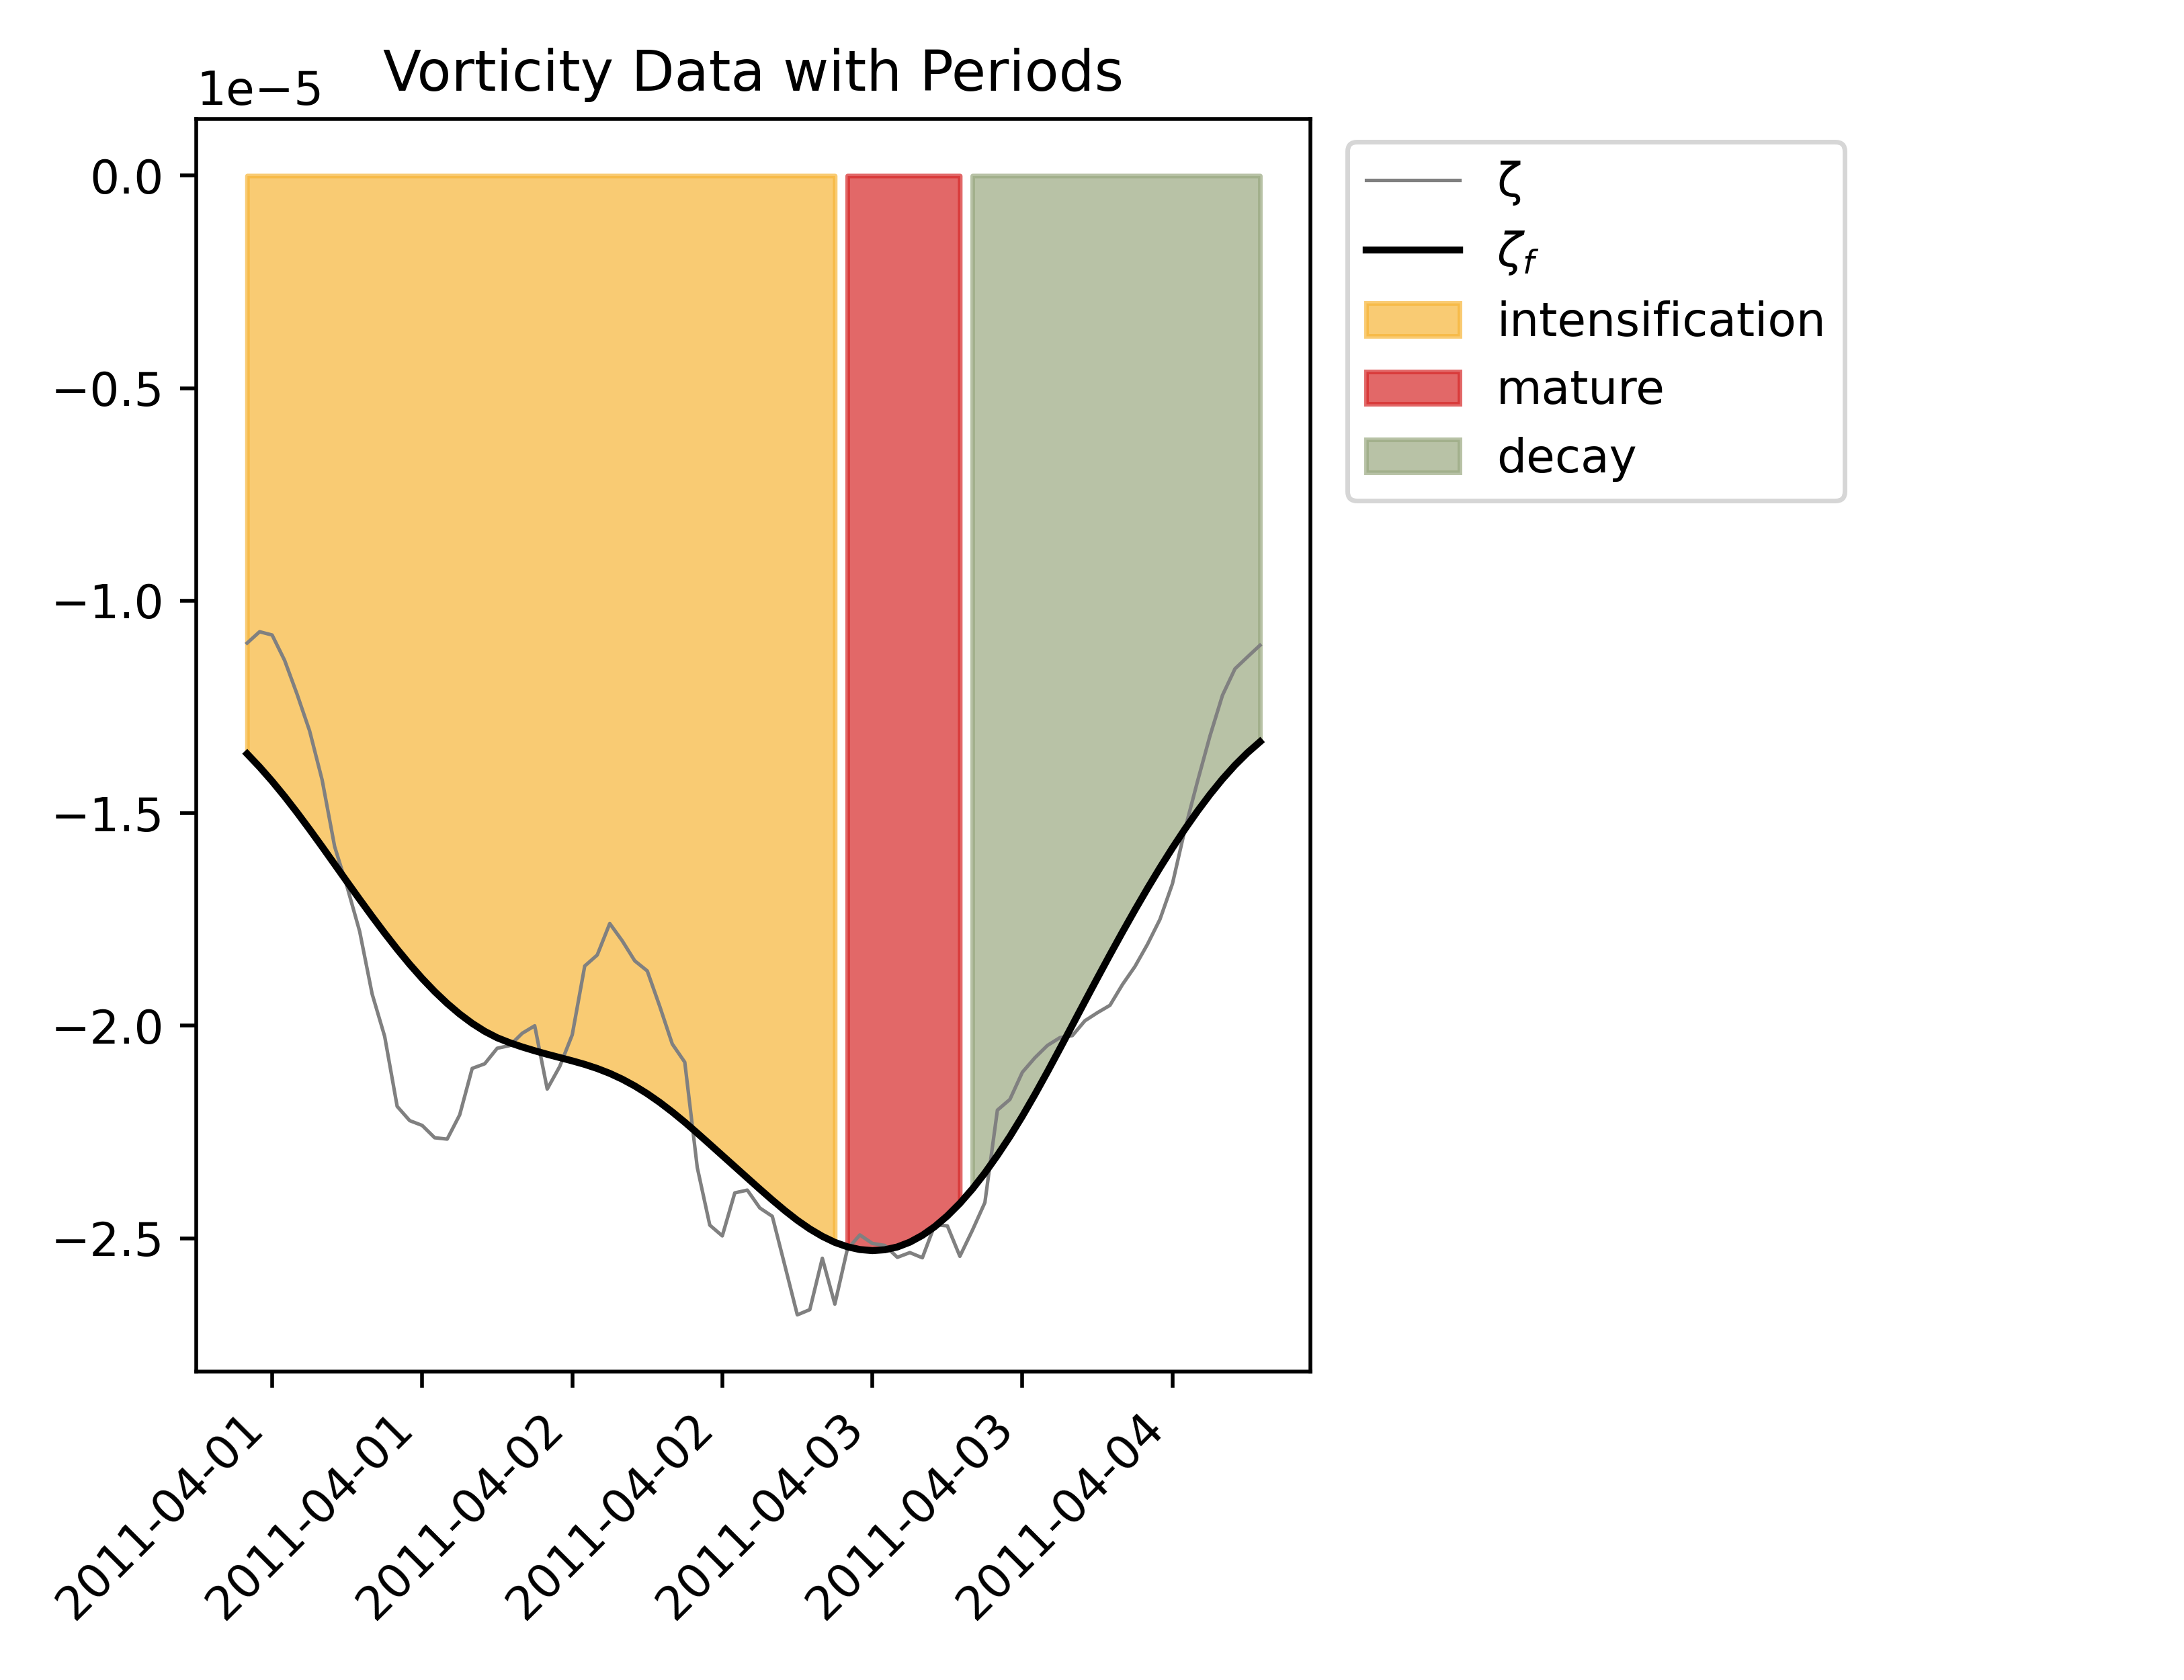 Vorticity Data with Periods
1e−5
0.0
−0.5
−1.0
−1.5
−2.0
−2.5
2011-04-01
2011-04-01
2011-04-02
2011-04-02
2011-04-03
2011-04-03
2011-04-04
ζ
ζf
intensification
mature
decay